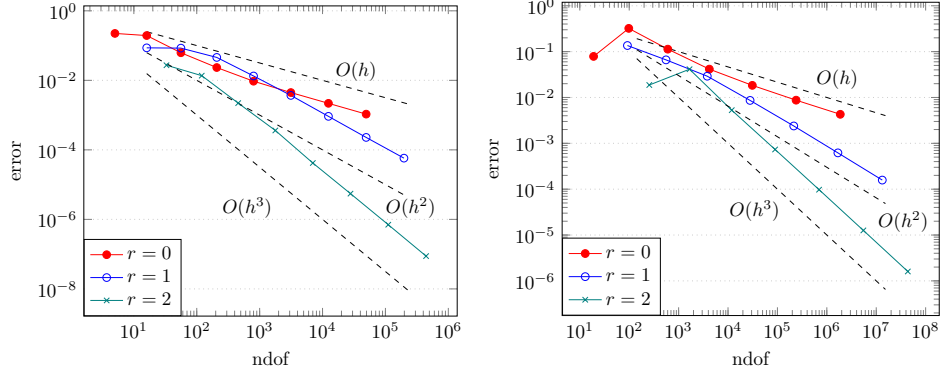 10^0
10^−2
10^−4
10^−6
10^−8
error
O(h)
O(h^2)
O(h^3)
r = 0
r = 1
r = 2
10^1 10^2 10^3 10^4 10^5 10^6
ndof
10^0
10^−1
10^−2
10^−3
10^−4
10^−5
10^−6
error
O(h)
O(h^2)
O(h^3)
r = 0
r = 1
r = 2
10^1 10^2 10^3 10^4 10^5 10^6 10^7 10^8
ndof